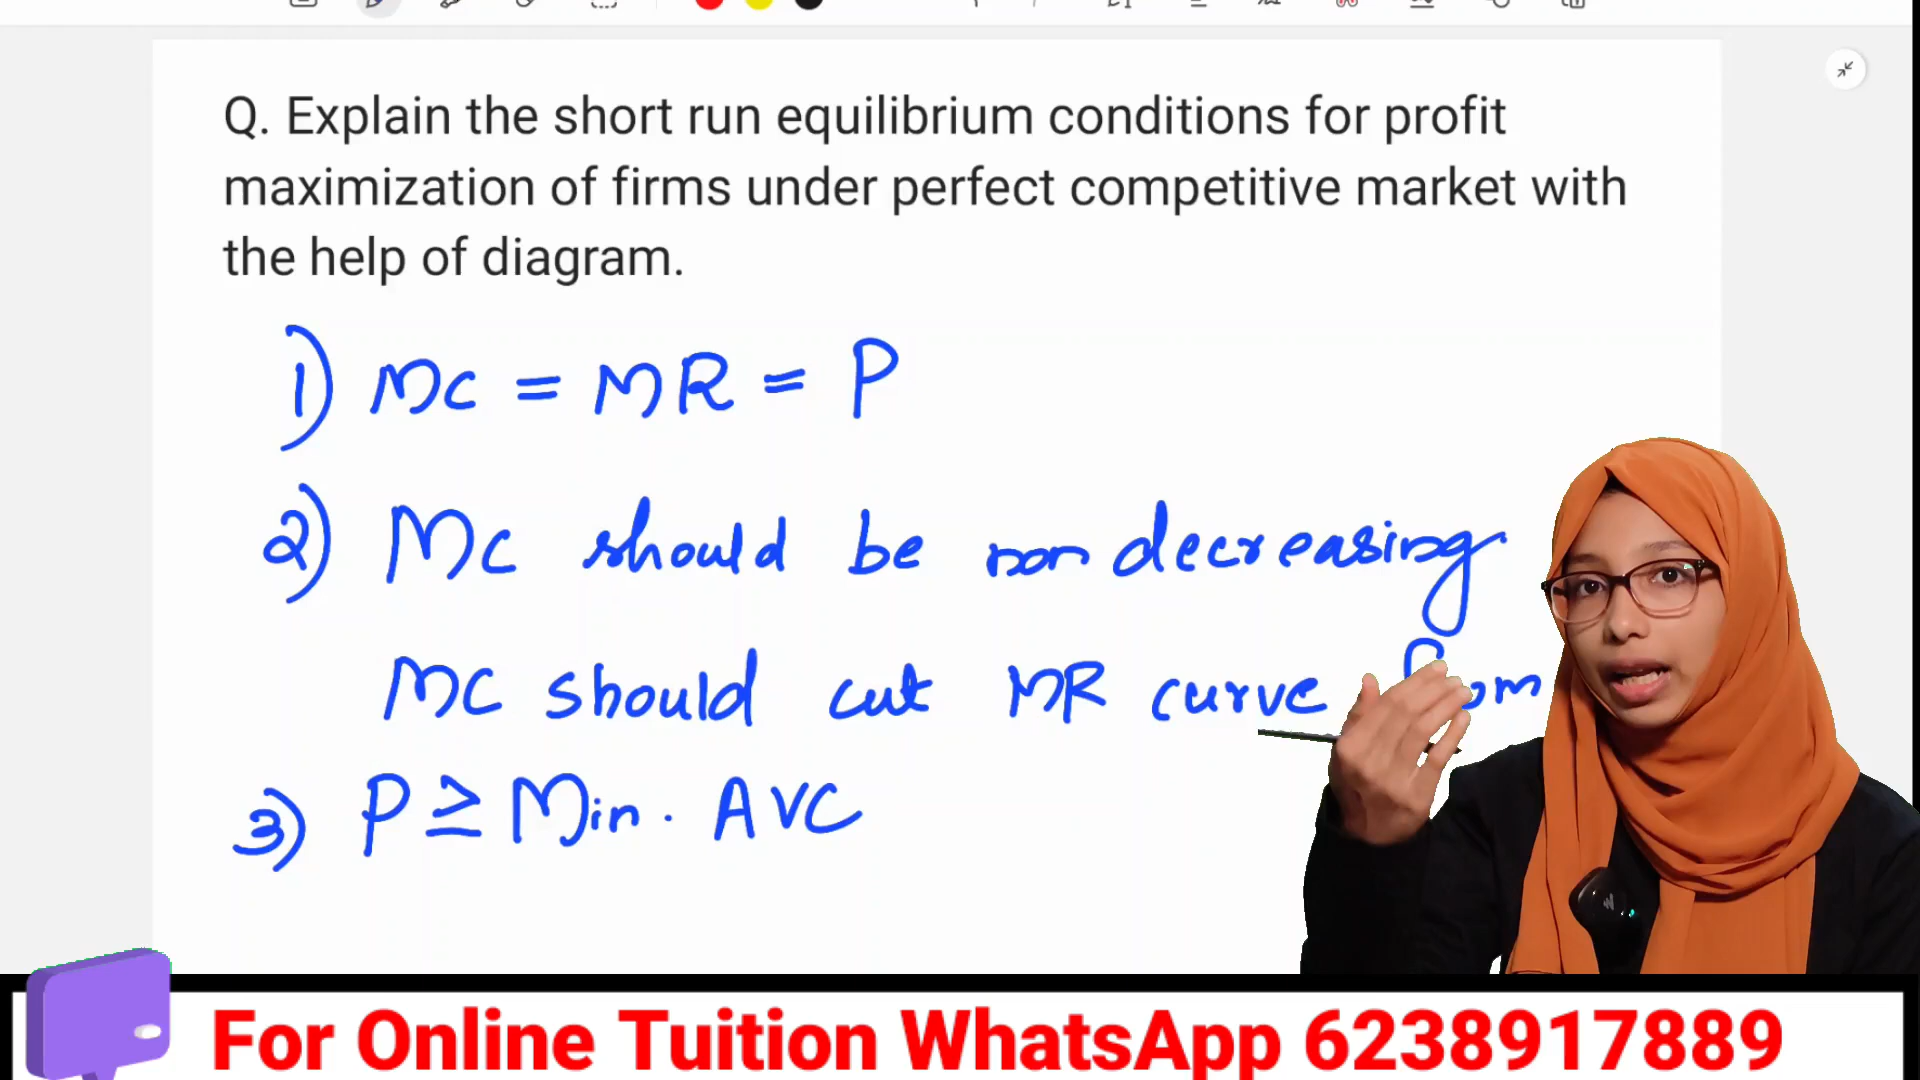 Q. Explain the short run equilibrium conditions for profit
maximization of firms under perfect competitive market with
the help of diagram.
1) MC = MR = P
2) MC should be non decreasing
MC should cut MR curve
3) P ≥ Min. AVC
For Online Tuition WhatsApp 6238917889